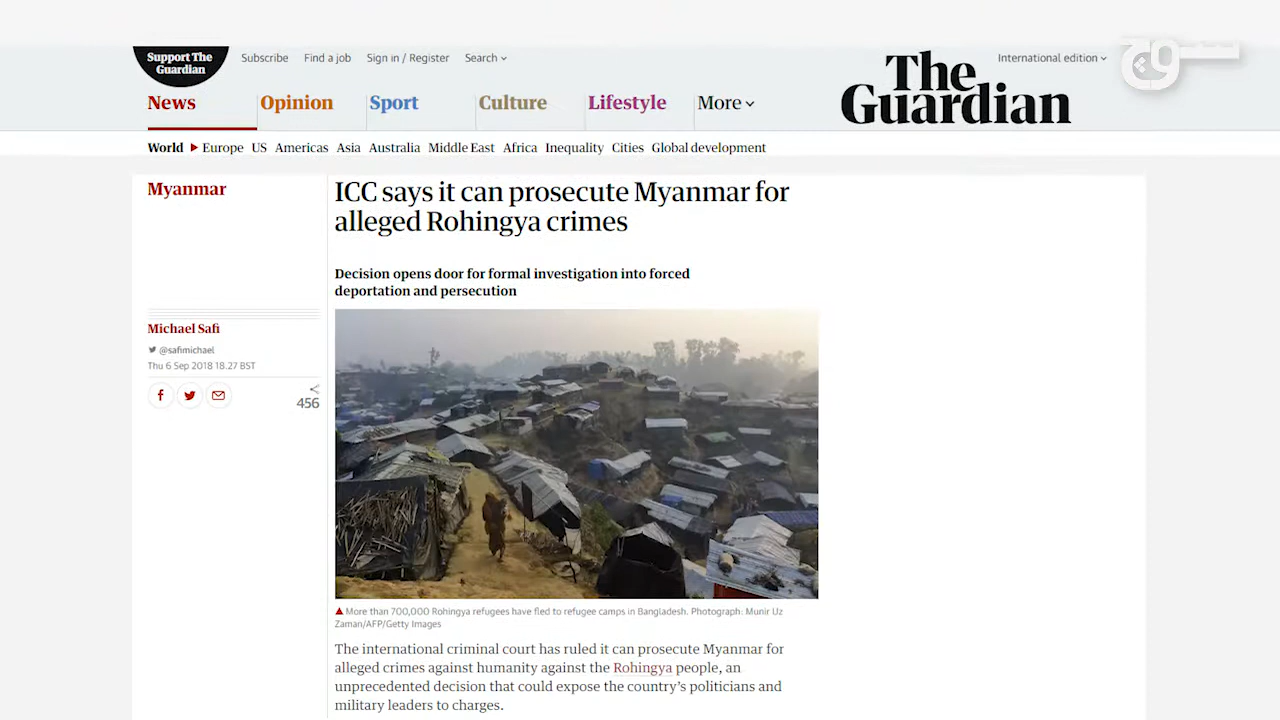 Support The
Guardian
Subscribe
Find a job
Sign in / Register
Search
International edition
The
Guardian
News
Opinion
Sport
Culture
Lifestyle
More
World
Europe
US
Americas
Asia
Australia
Middle East
Africa
Inequality
Cities
Global development
Myanmar
ICC says it can prosecute Myanmar for
alleged Rohingya crimes
Decision opens door for formal investigation into forced
deportation and persecution
Michael Safi
@safimichael
Thu 6 Sep 2018 18.27 BST
456
More than 700,000 Rohingya refugees have fled to refugee camps in Bangladesh. Photograph: Munir Uz
Zaman/AFP/Getty Images
The international criminal court has ruled it can prosecute Myanmar for
alleged crimes against humanity against the Rohingya people, an
unprecedented decision that could expose the country’s politicians and
military leaders to charges.